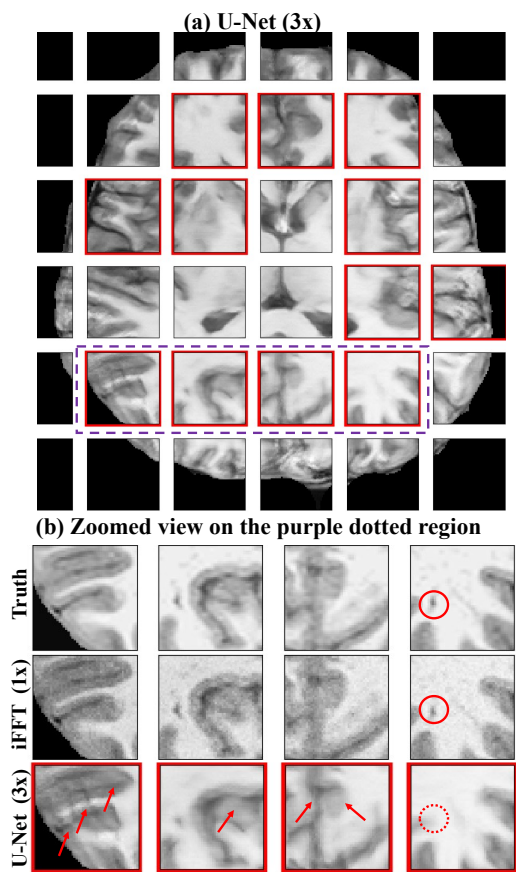 (a) U-Net (3x)
(b) Zoomed view on the purple dotted region
Truth
iFFT (1x)
U-Net (3x)